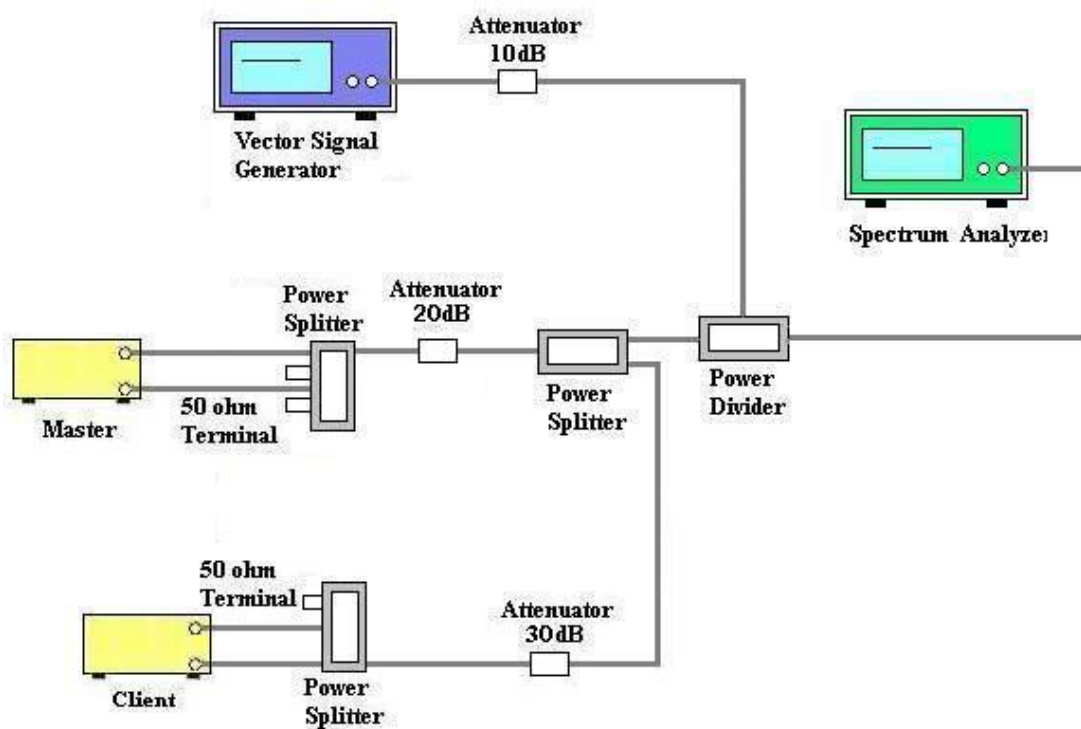 Attenuator
10dB
Vector Signal
Generator
Spectrum Analyzer
Power
Splitter
Attenuator
20dB
50 ohm
Terminal
Master
Power
Splitter
Power
Divider
50 ohm
Terminal
Attenuator
30dB
Client
Power
Splitter